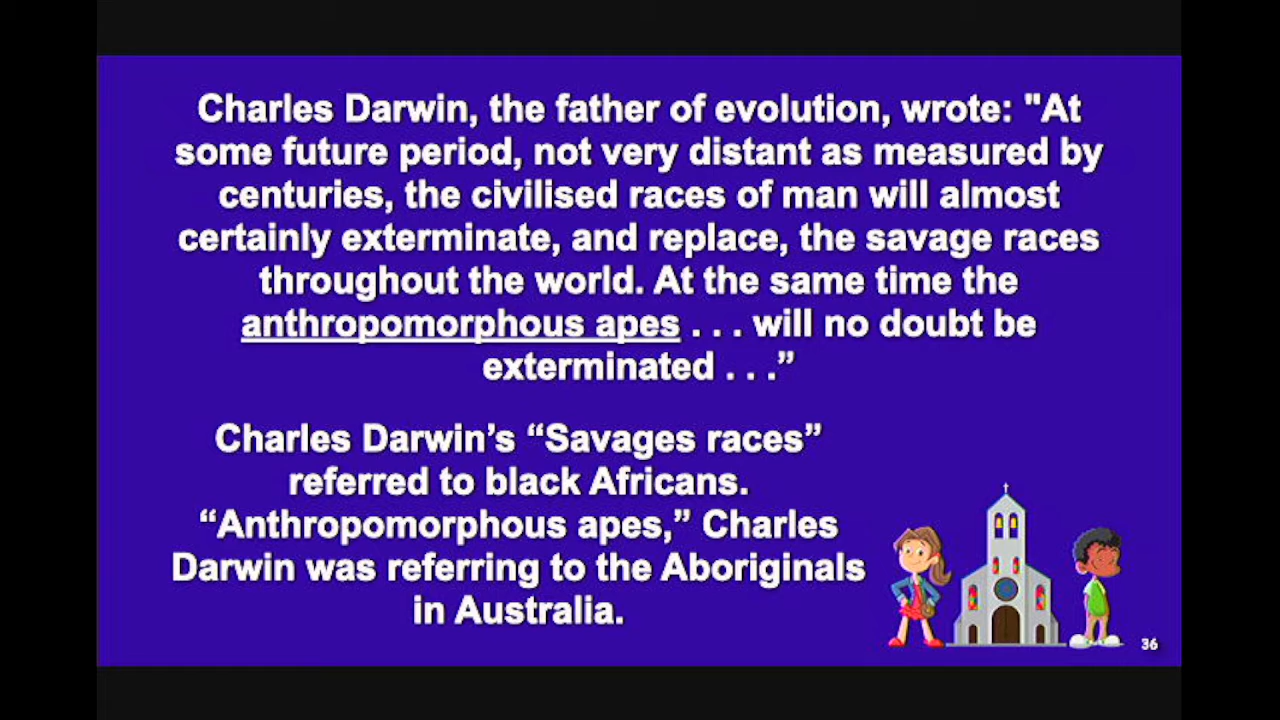 Charles Darwin, the father of evolution, wrote: "At
some future period, not very distant as measured by
centuries, the civilised races of man will almost
certainly exterminate, and replace, the savage races
throughout the world. At the same time the
anthropomorphous apes . . . will no doubt be
exterminated . . .”
Charles Darwin’s “Savages races”
referred to black Africans.
“Anthropomorphous apes,” Charles
Darwin was referring to the Aboriginals
in Australia.
36